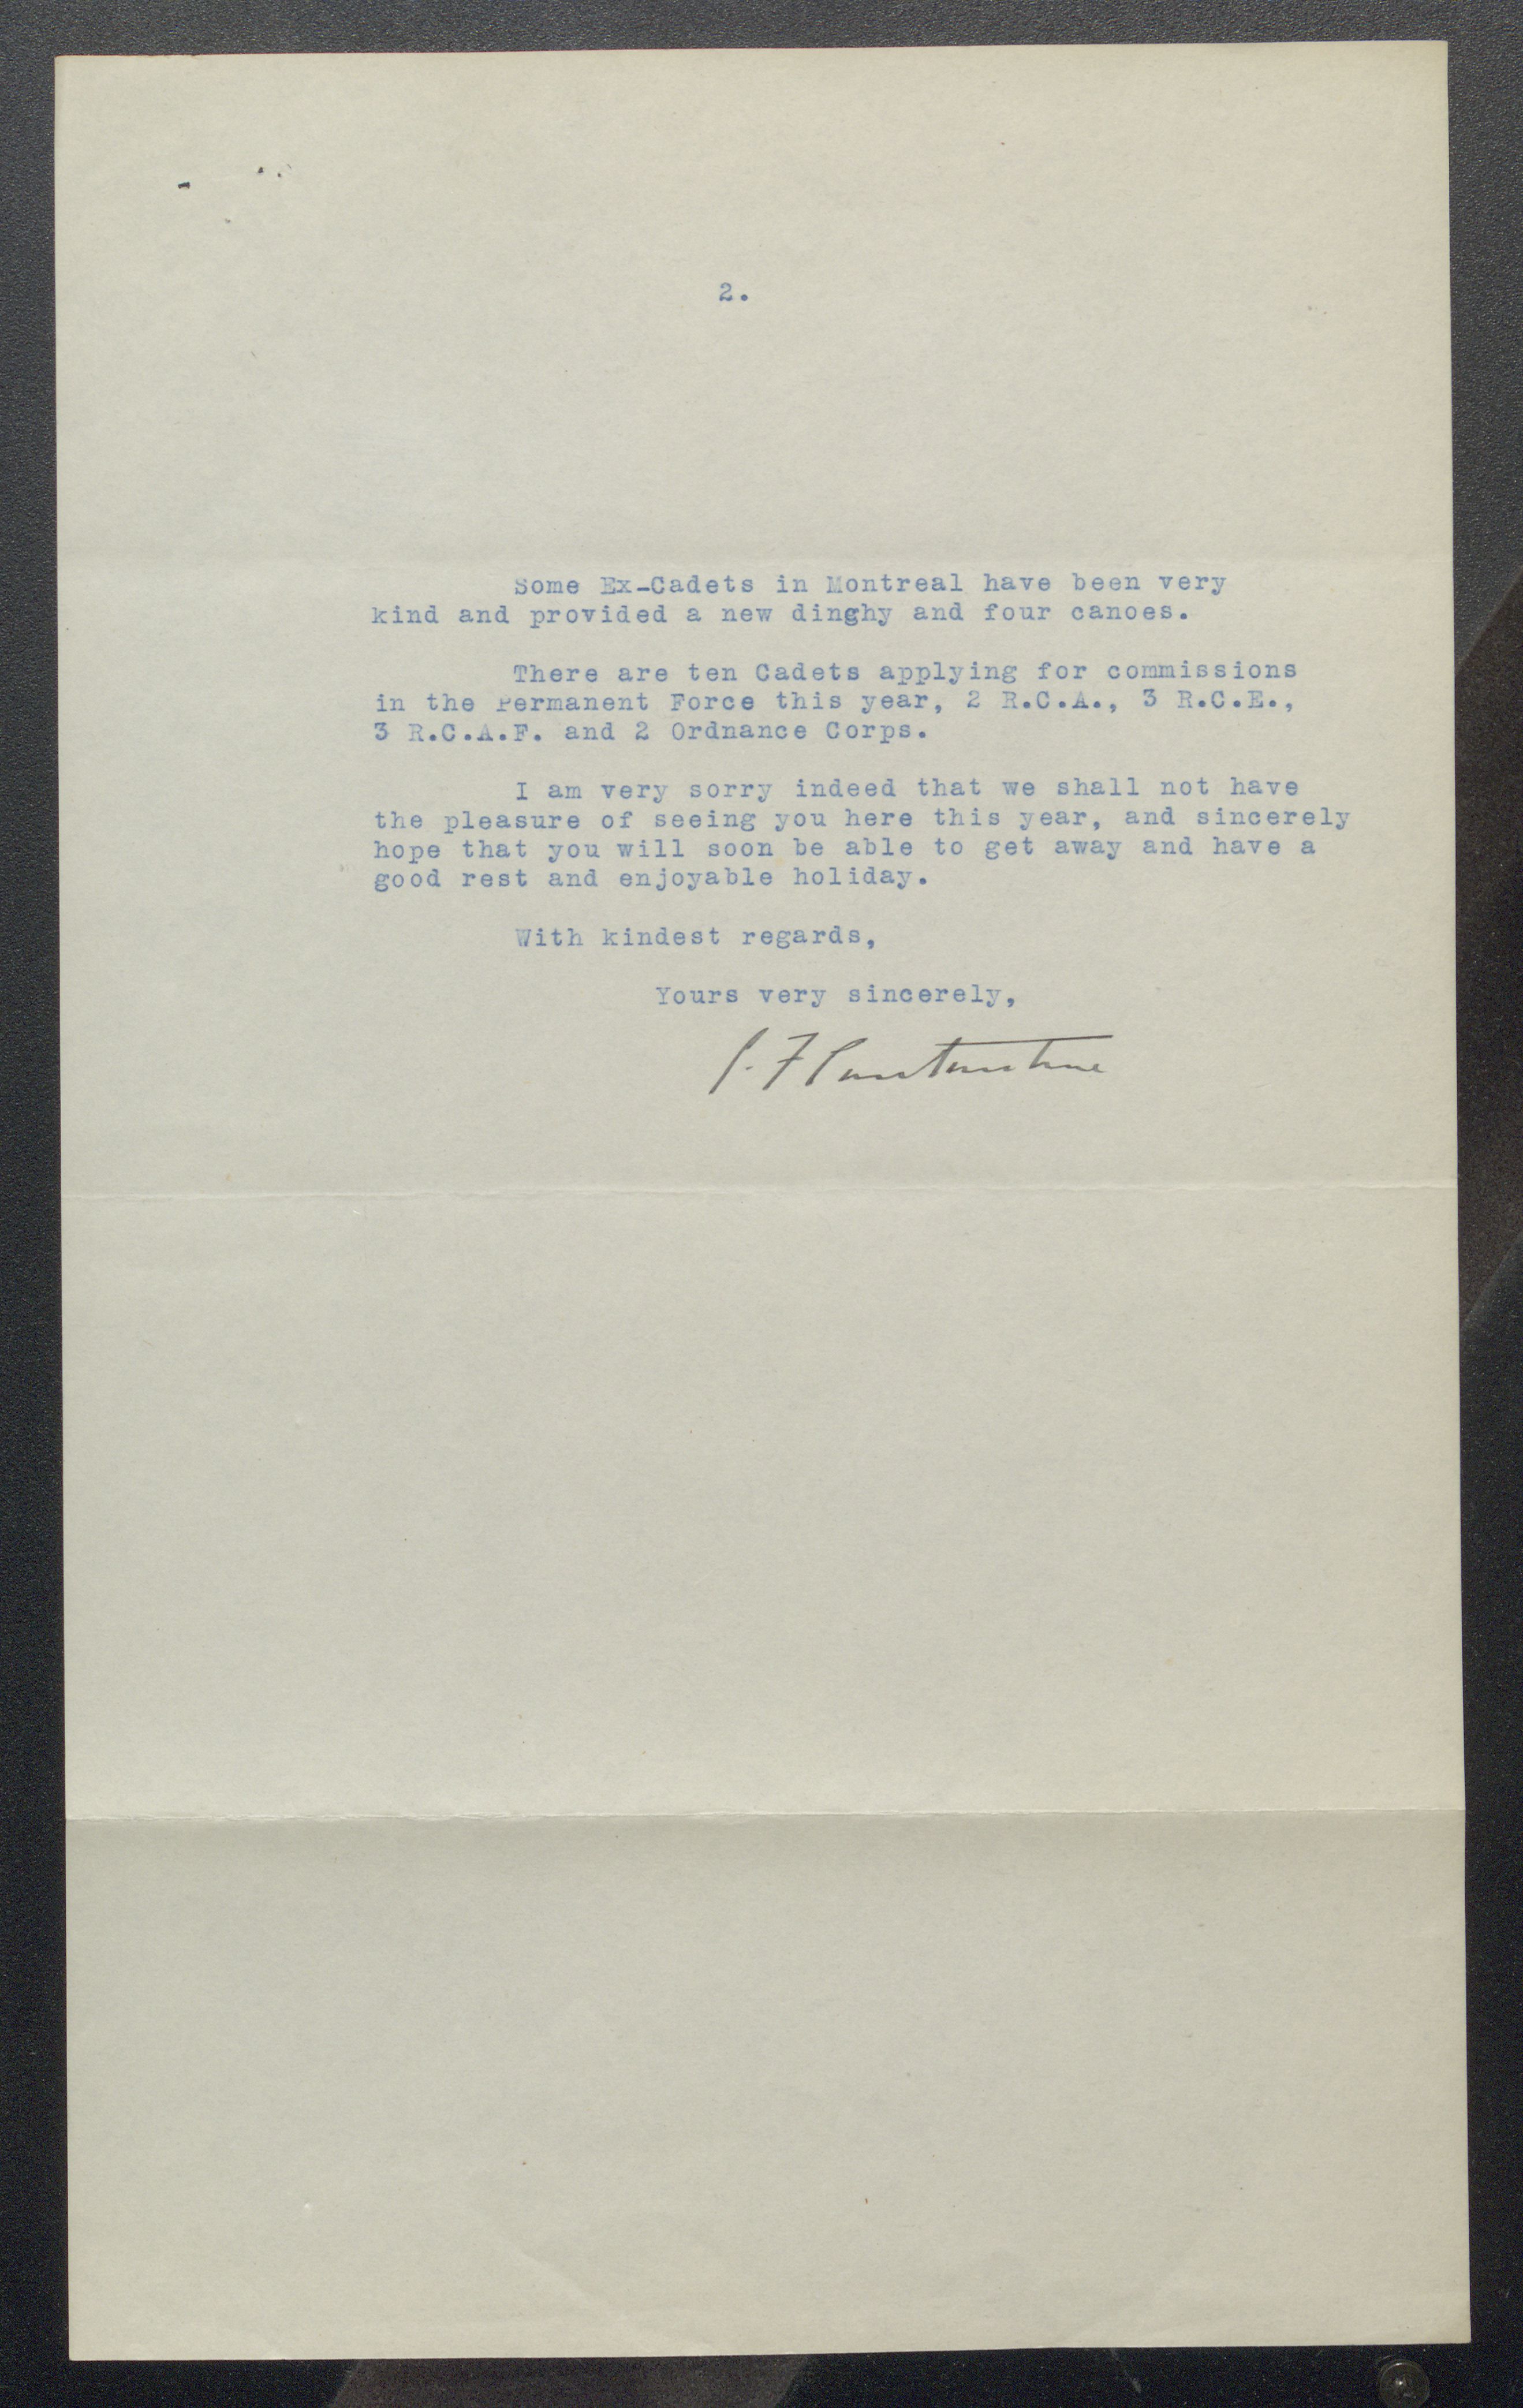 2.
Some Ex-Cadets in Montreal have been very
kind and provided a new dinghy and four canoes.
There are ten Cadets applying for commissions
in the Permanent Force this year, 2 R.C.A., 3 R.C.E.,
3 R.C.A.F. and 2 Ordnance Corps.
I am very sorry indeed that we shall not have
the pleasure of seeing you here this year, and sincerely
hope that you will soon be able to get away and have a
good rest and enjoyable holiday.
With kindest regards,
Yours very sincerely,
C.F Constantine